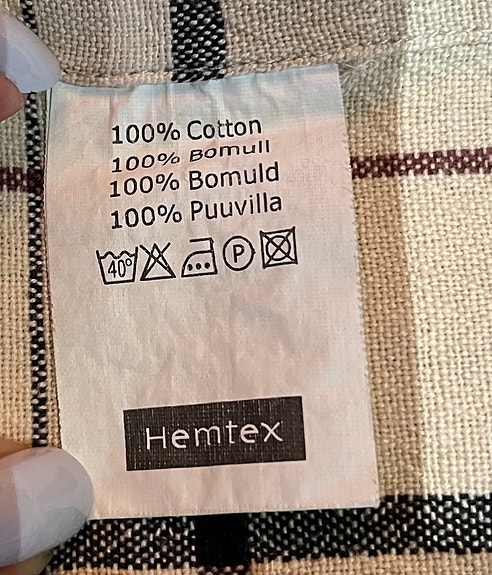 100% Cotton
100% Bomull
100% Bomuld
100% Puuvilla
40° P
Hemtex